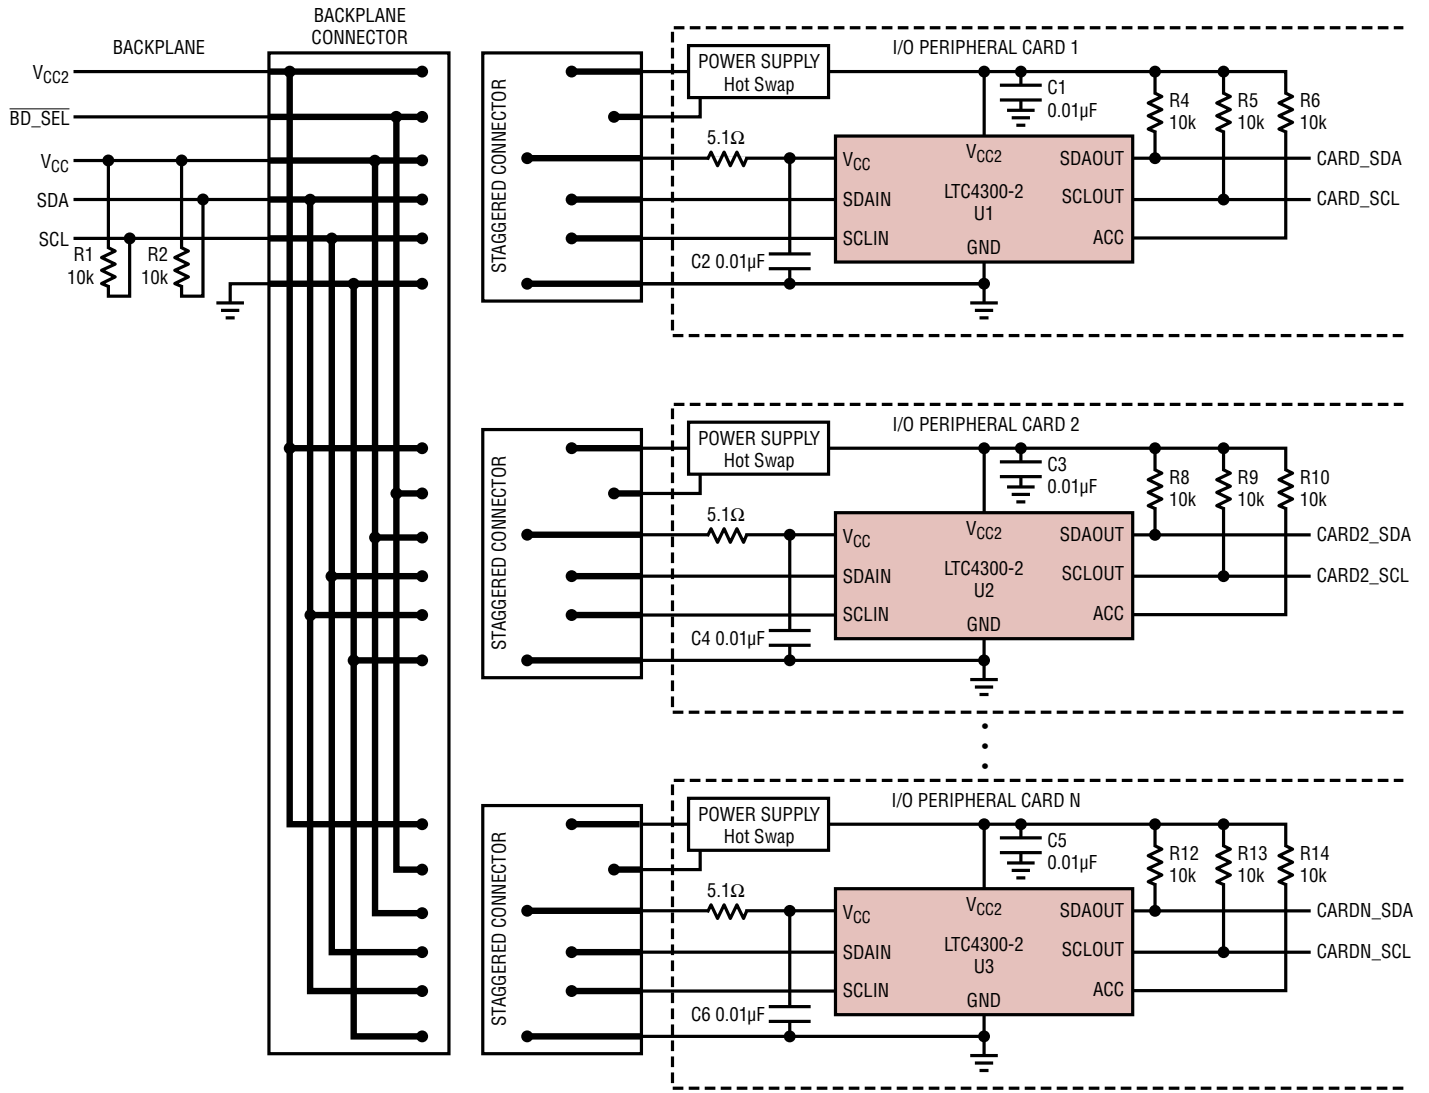 BACKPLANE
BACKPLANE
CONNECTOR
VCC2
BD_SEL
VCC
SDA
SCL
R1
10k
R2
10k
STAGGERED CONNECTOR
I/O PERIPHERAL CARD 1
POWER SUPPLY
Hot Swap
C1
0.01µF
R4
10k
R5
10k
R6
10k
5.1Ω
C2 0.01µF
VCC
VCC2
SDAOUT
SDAIN
LTC4300-2
U1
SCLOUT
SCLIN
GND
ACC
CARD_SDA
CARD_SCL
STAGGERED CONNECTOR
I/O PERIPHERAL CARD 2
POWER SUPPLY
Hot Swap
C3
0.01µF
R8
10k
R9
10k
R10
10k
5.1Ω
C4 0.01µF
VCC
VCC2
SDAOUT
SDAIN
LTC4300-2
U2
SCLOUT
SCLIN
GND
ACC
CARD2_SDA
CARD2_SCL
STAGGERED CONNECTOR
I/O PERIPHERAL CARD N
POWER SUPPLY
Hot Swap
C5
0.01µF
R12
10k
R13
10k
R14
10k
5.1Ω
C6 0.01µF
VCC
VCC2
SDAOUT
SDAIN
LTC4300-2
U3
SCLOUT
SCLIN
GND
ACC
CARDN_SDA
CARDN_SCL